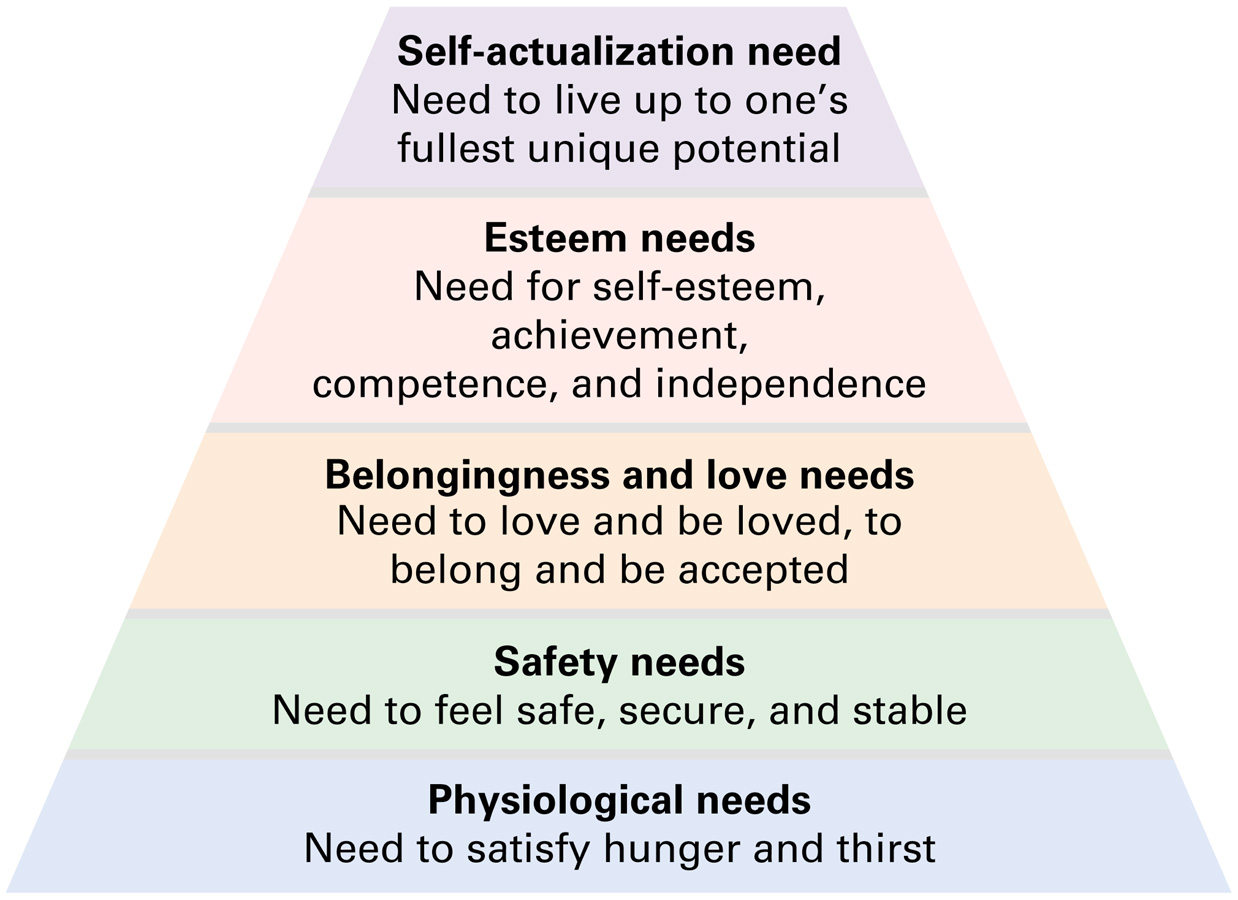 Self-actualization need
Need to live up to one’s
fullest unique potential
Esteem needs
Need for self-esteem,
achievement,
competence, and independence
Belongingness and love needs
Need to love and be loved, to
belong and be accepted
Safety needs
Need to feel safe, secure, and stable
Physiological needs
Need to satisfy hunger and thirst